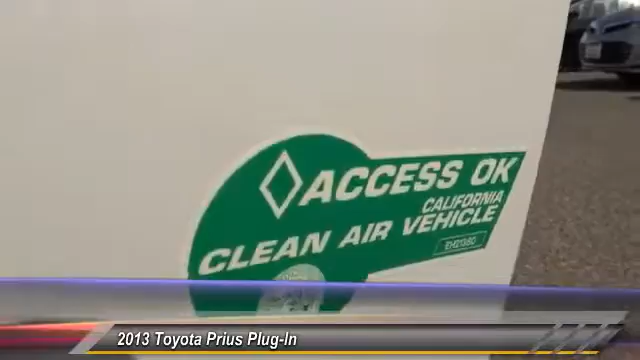 ACCESS OK
CALIFORNIA
CLEAN AIR VEHICLE
2013 Toyota Prius Plug-In